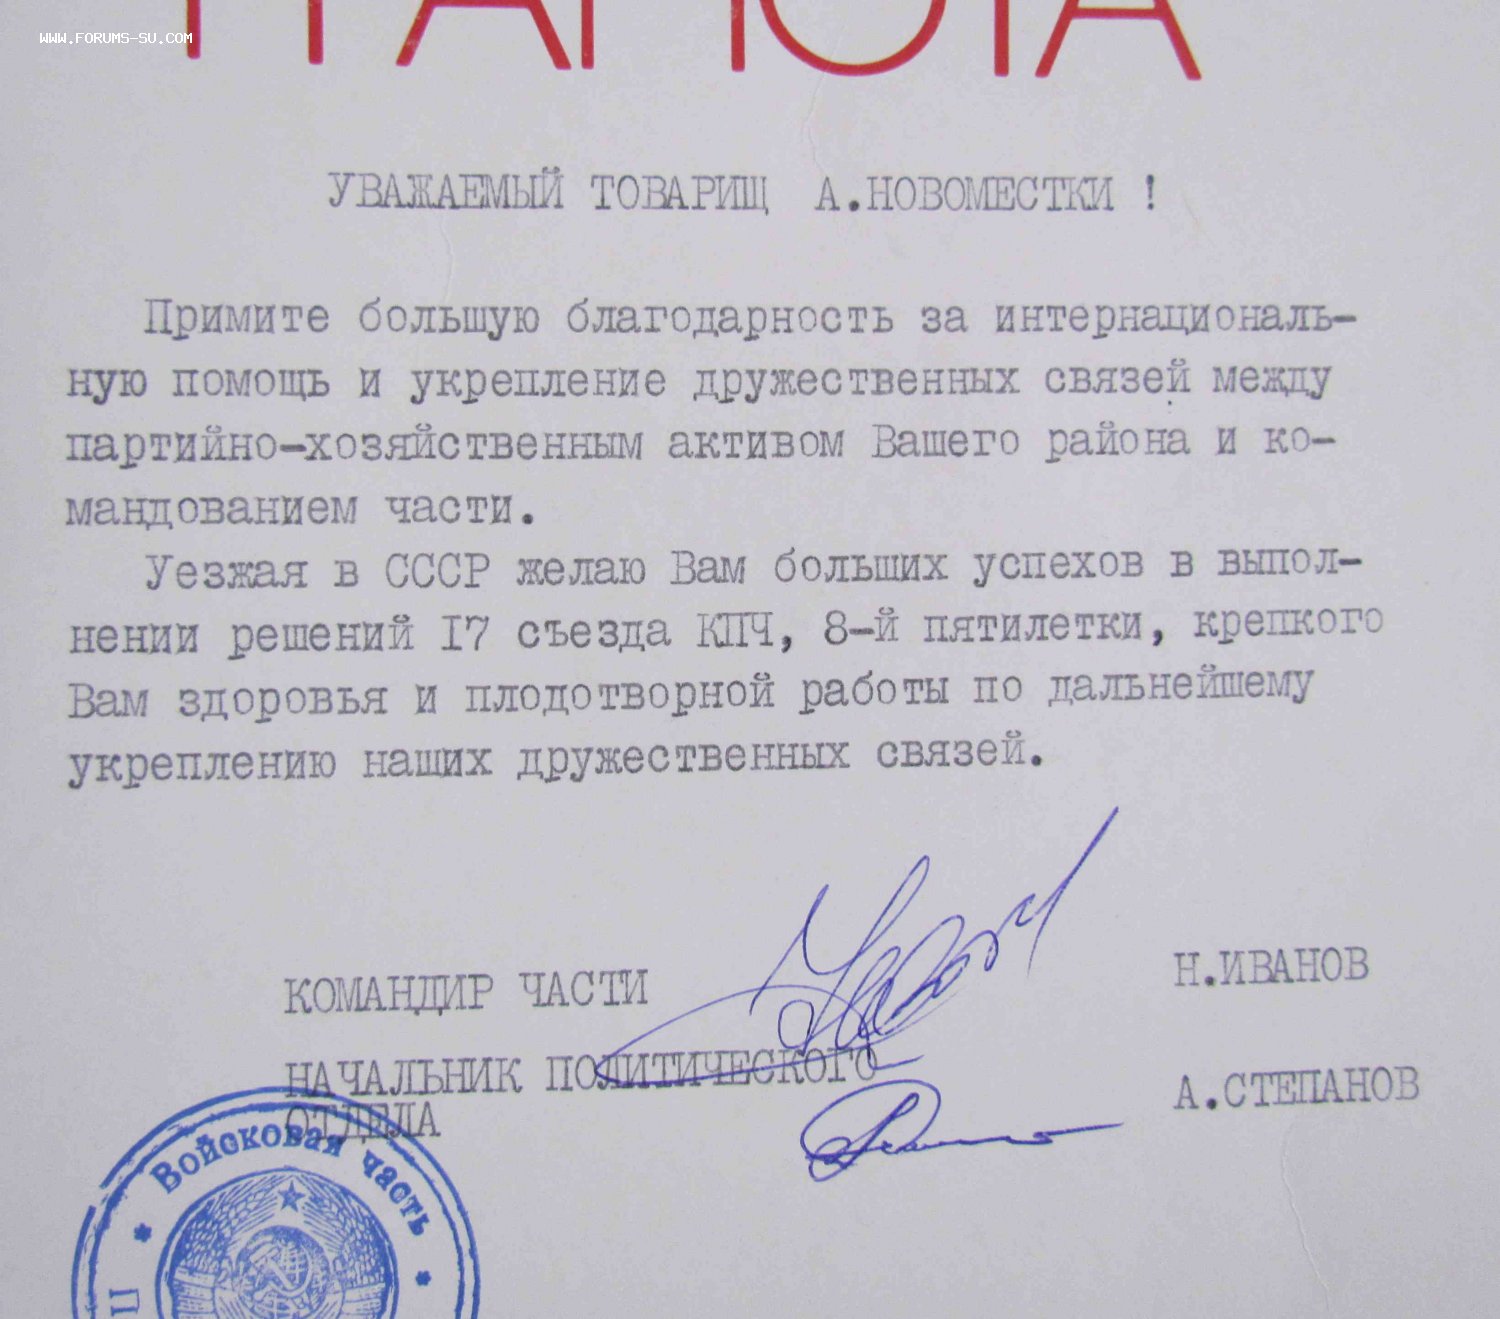 WWW.FORUMS-SU.COM
ГРАМОТА
УВАЖАЕМЫЙ ТОВАРИЩ А.НОВОМЕСТКИ !
Примите большую благодарность за интернациональ-
ную помощь и укрепление дружественных связей между
партийно-хозяйственным активом Вашего района и ко-
мандованием части.
Уезжая в СССР желаю Вам больших успехов в выпол-
нении решений I7 съезда КПЧ, 8-й пятилетки, крепкого
Вам здоровья и плодотворной работы по дальнейшему
укреплению наших дружественных связей.
КОМАНДИР ЧАСТИ Н.ИВАНОВ
НАЧАЛЬНИК ПОЛИТИЧЕСКОГО
ОТДЕЛА А.СТЕПАНОВ
* Войсковая часть *